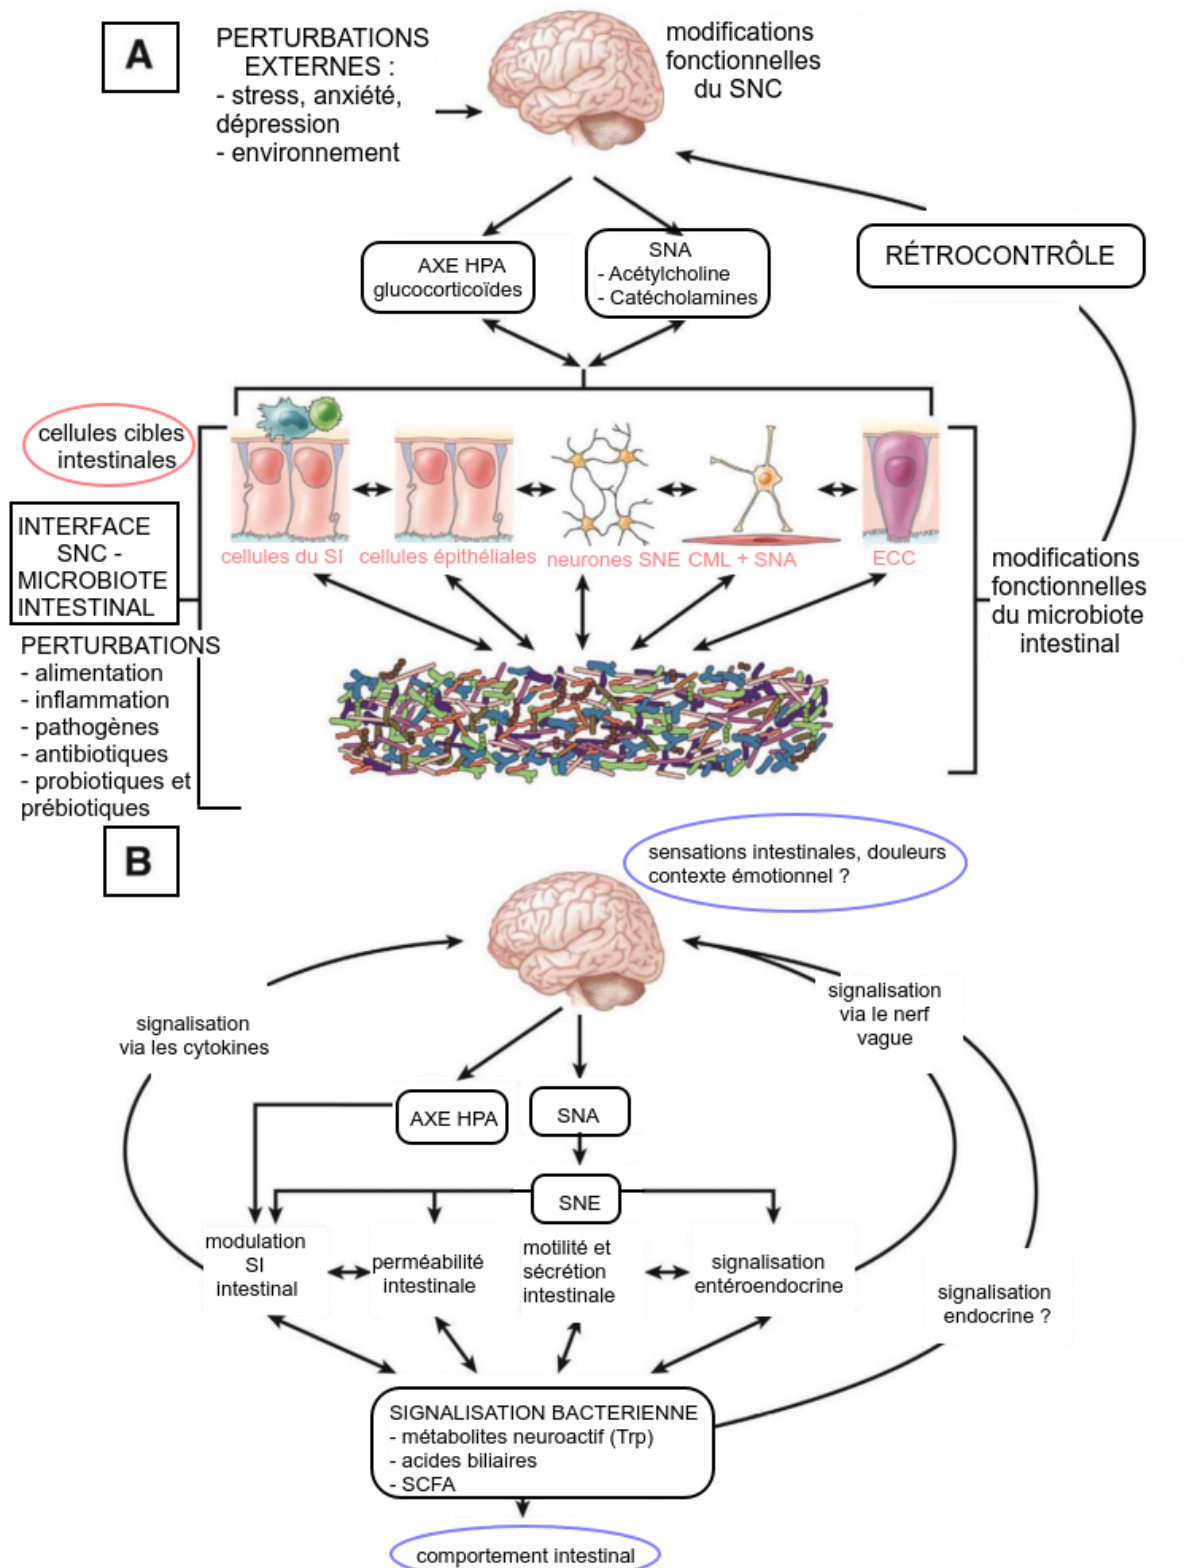 A
PERTURBATIONS
EXTERNES :
- stress, anxiété,
dépression
- environnement
modifications
fonctionnelles
du SNC
AXE HPA
glucocorticoïdes
SNA
- Acétylcholine
- Catécholamines
RÉTROCONTRÔLE
cellules cibles
intestinales
cellules du SI
cellules épithéliales
neurones SNE
CML + SNA
ECC
INTERFACE
SNC -
MICROBIOTE
INTESTINAL
PERTURBATIONS
- alimentation
- inflammation
- pathogènes
- antibiotiques
- probiotiques et
prébiotiques
modifications
fonctionnelles
du microbiote
intestinal
B
sensations intestinales, douleurs
contexte émotionnel ?
signalisation
via les cytokines
signalisation
via le nerf
vague
AXE HPA
SNA
SNE
modulation
SI
intestinal
perméabilité
intestinale
motilité et
sécrétion
intestinale
signalisation
entéroendocrine
signalisation
endocrine ?
SIGNALISATION BACTERIENNE
- métabolites neuroactif (Trp)
- acides biliaires
- SCFA
comportement intestinal